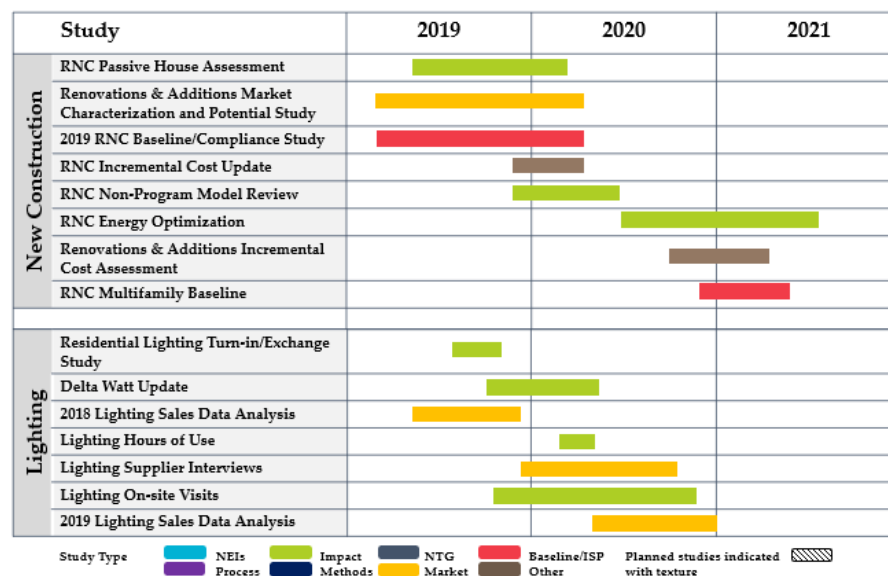 Study 2019 2020 2021
New Construction
RNC Passive House Assessment
Renovations & Additions Market
Characterization and Potential Study
2019 RNC Baseline/Compliance Study
RNC Incremental Cost Update
RNC Non-Program Model Review
RNC Energy Optimization
Renovations & Additions Incremental
Cost Assessment
RNC Multifamily Baseline
Lighting
Residential Lighting Turn-in/Exchange
Study
Delta Watt Update
2018 Lighting Sales Data Analysis
Lighting Hours of Use
Lighting Supplier Interviews
Lighting On-site Visits
2019 Lighting Sales Data Analysis
Study Type NEIs Impact NTG Baseline/ISP Planned studies indicated
Process Methods Market Other with texture